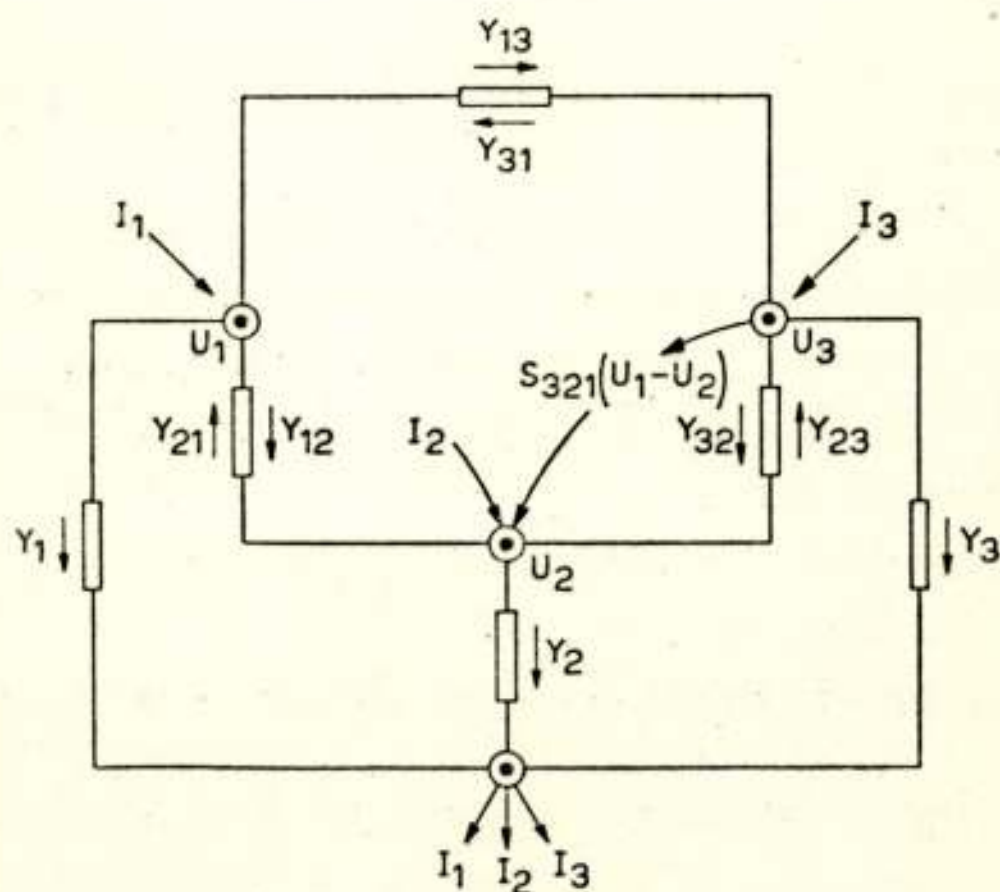 Y₁₃
Y₃₁
I₁
I₃
U₁
U₃
S₃₂₁(U₁-U₂)
Y₂₁ Y₁₂
I₂
Y₃₂ Y₂₃
Y₁
Y₃
U₂
Y₂
I₁ I₂ I₃